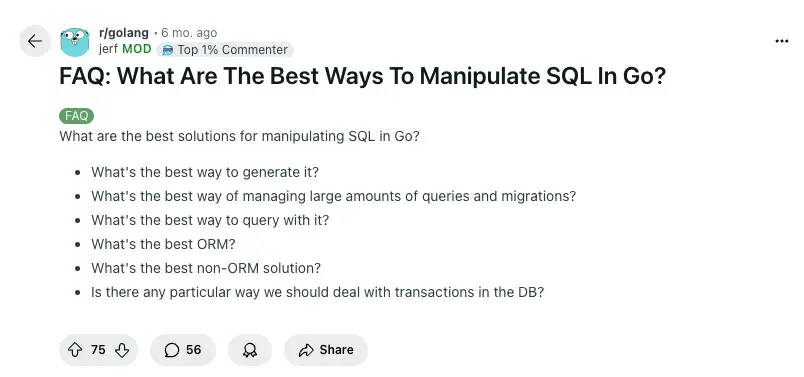 r/golang • 6 mo. ago
jerf MOD Top 1% Commenter
FAQ: What Are The Best Ways To Manipulate SQL In Go?
FAQ
What are the best solutions for manipulating SQL in Go?
• What's the best way to generate it?
• What's the best way of managing large amounts of queries and migrations?
• What's the best way to query with it?
• What's the best ORM?
• What's the best non-ORM solution?
• Is there any particular way we should deal with transactions in the DB?
75 56 Share